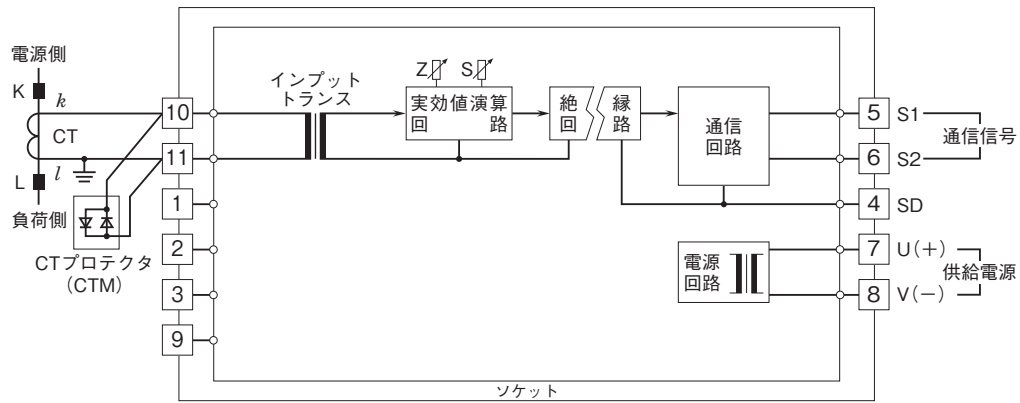 電源側
K
k
CT
L
l
負荷側
CTプロテクタ
(CTM)
10
11
1
2
3
9
インプット
トランス
Z
S
実効値演算
回路
絶縁
回路
通信
回路
電源
回路
5
S1
6
S2
通信信号
4
SD
7
U(+)
8
V(−)
供給電源
ソケット